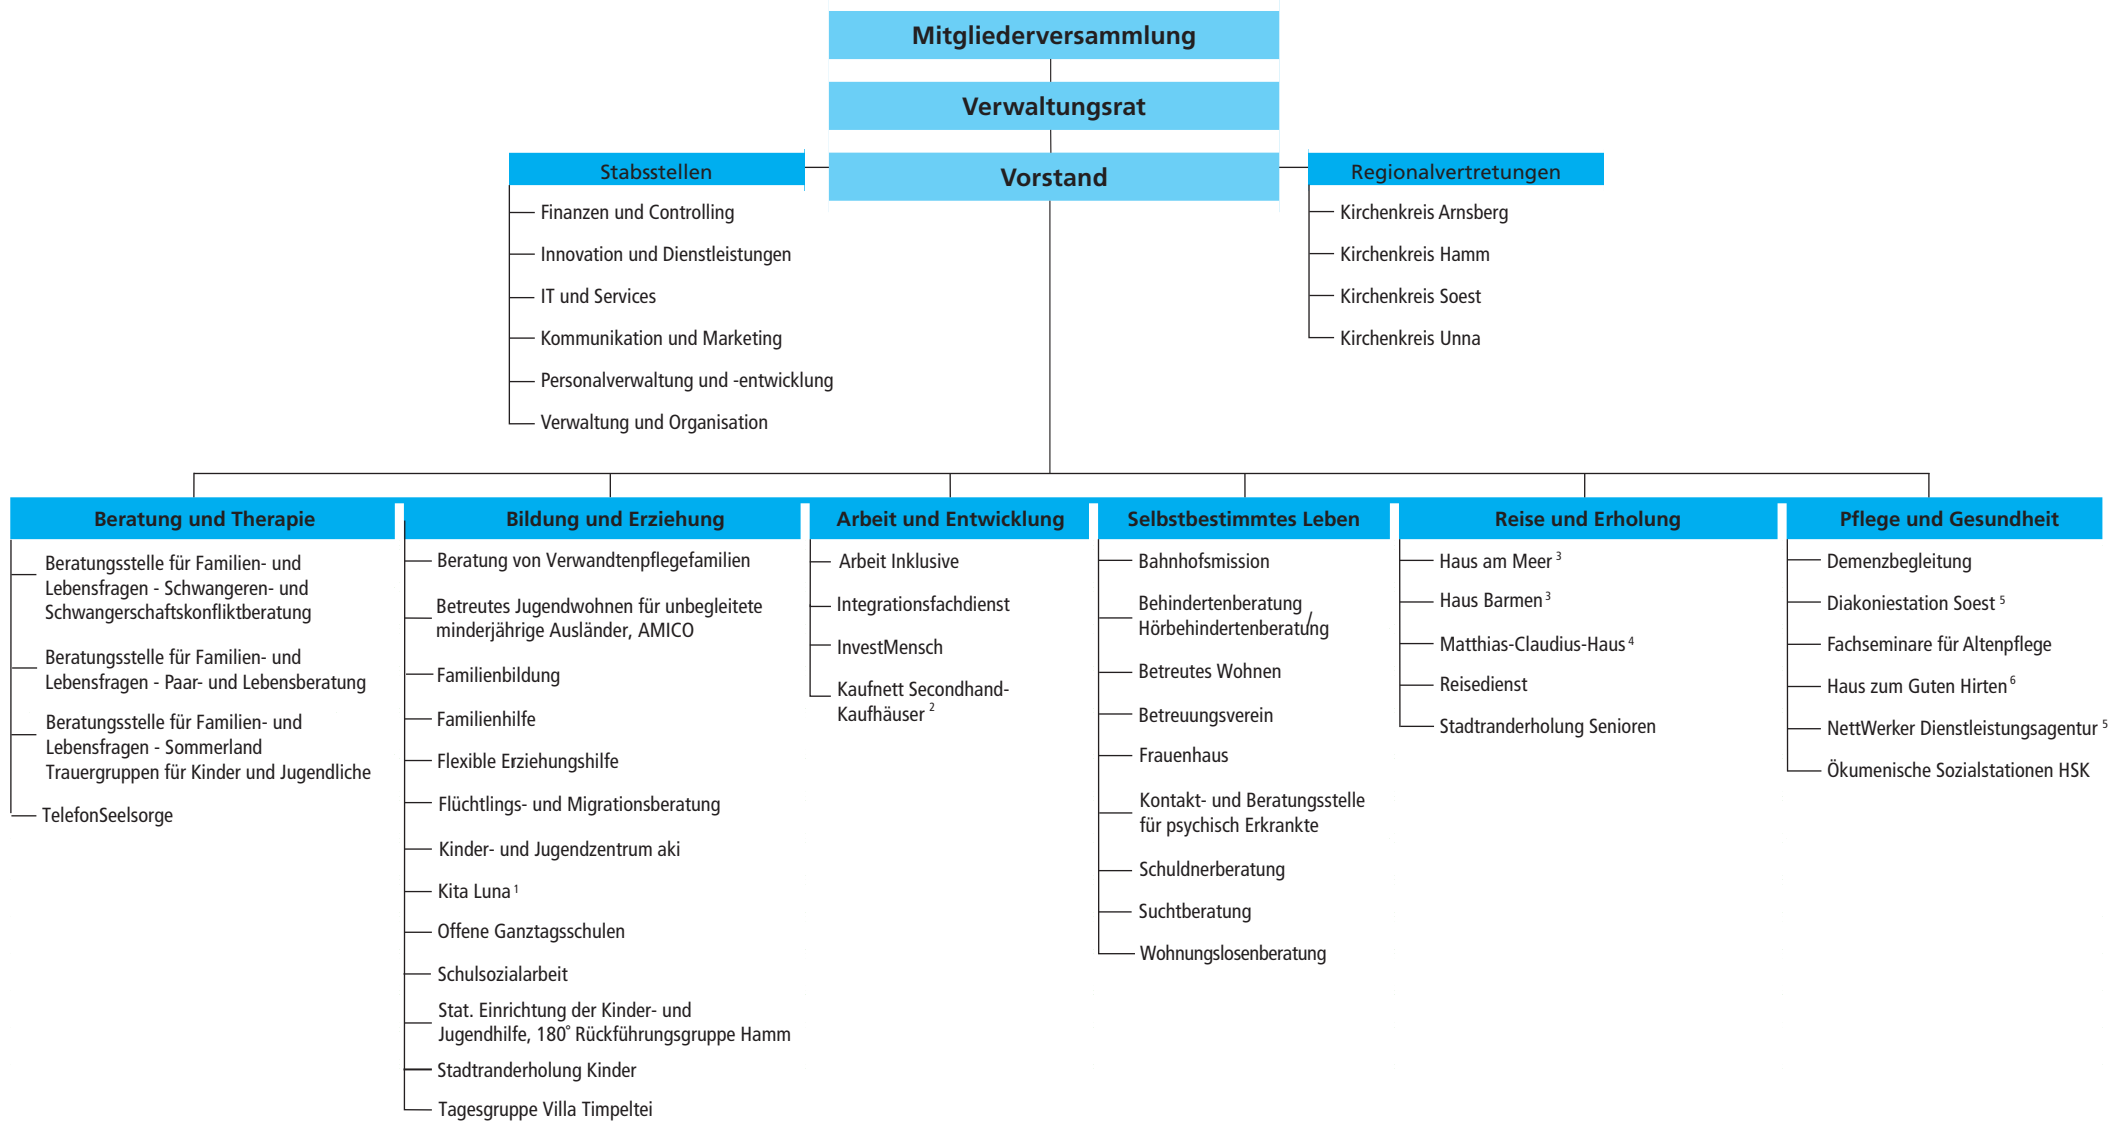 Mitgliederversammlung
Verwaltungsrat
Vorstand
Stabsstellen
Finanzen und Controlling
Innovation und Dienstleistungen
IT und Services
Kommunikation und Marketing
Personalverwaltung und -entwicklung
Verwaltung und Organisation
Regionalvertretungen
Kirchenkreis Arnsberg
Kirchenkreis Hamm
Kirchenkreis Soest
Kirchenkreis Unna
Beratung und Therapie
Beratungsstelle für Familien- und
Lebensfragen - Schwangeren- und
Schwangerschaftskonfliktberatung
Beratungsstelle für Familien- und
Lebensfragen - Paar- und Lebensberatung
Beratungsstelle für Familien- und
Lebensfragen - Sommerland
Trauergruppen für Kinder und Jugendliche
TelefonSeelsorge
Bildung und Erziehung
Beratung von Verwandtenpflegefamilien
Betreutes Jugendwohnen für unbegleitete
minderjährige Ausländer, AMICO
Familienbildung
Familienhilfe
Flexible Erziehungshilfe
Flüchtlings- und Migrationsberatung
Kinder- und Jugendzentrum aki
Kita Luna ¹
Offene Ganztagsschulen
Schulsozialarbeit
Stat. Einrichtung der Kinder- und
Jugendhilfe, 180° Rückführungsgruppe Hamm
Stadtranderholung Kinder
Tagesgruppe Villa Timpeltei
Arbeit und Entwicklung
Arbeit Inklusive
Integrationsfachdienst
InvestMensch
Kaufnett Secondhand-
Kaufhäuser ²
Selbstbestimmtes Leben
Bahnhofsmission
Behindertenberatung /
Hörbehindertenberatung
Betreutes Wohnen
Betreuungsverein
Frauenhaus
Kontakt- und Beratungsstelle
für psychisch Erkrankte
Schuldnerberatung
Suchtberatung
Wohnungslosenberatung
Reise und Erholung
Haus am Meer ³
Haus Barmen ³
Matthias-Claudius-Haus ⁴
Reisedienst
Stadtranderholung Senioren
Pflege und Gesundheit
Demenzbegleitung
Diakoniestation Soest ⁵
Fachseminare für Altenpflege
Haus zum Guten Hirten ⁶
NettWerker Dienstleistungsagentur ⁵
Ökumenische Sozialstationen HSK